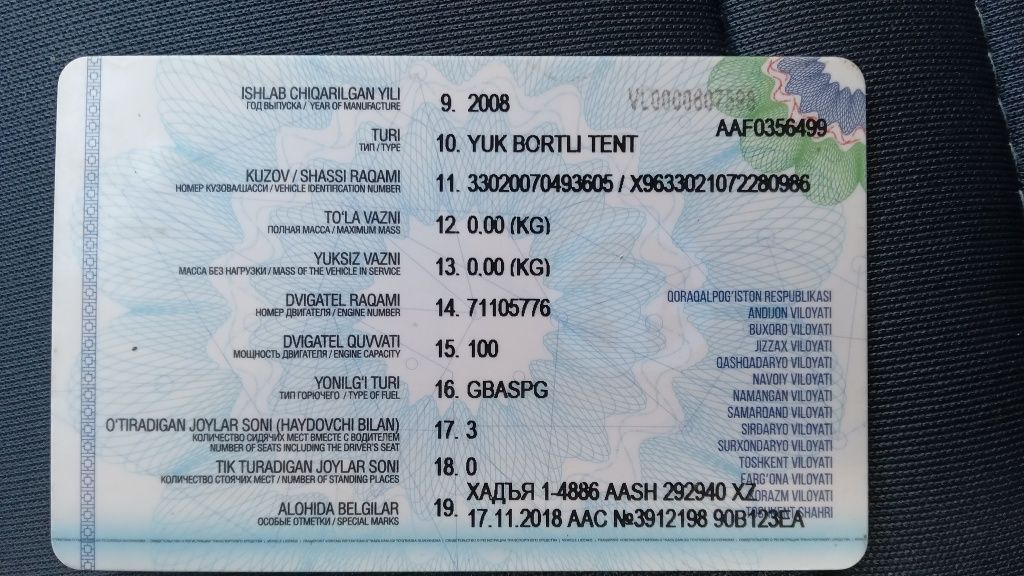 ISHLAB CHIQARILGAN YILI
ГОД ВЫПУСКА / YEAR OF MANUFACTURE
9. 2008
VL0000807598
AAF0356499
TURI
ТИП / TYPE
10. YUK BORTLI TENT
KUZOV / SHASSI RAQAMI
НОМЕР КУЗОВА/ШАССИ / VEHICLE IDENTIFICATION NUMBER
11. 33020070493605 / X9633021072280986
TO'LA VAZNI
ПОЛНАЯ МАССА / MAXIMUM MASS
12. 0.00 (KG)
YUKSIZ VAZNI
МАССА БЕЗ НАГРУЗКИ / MASS OF THE VEHICLE IN SERVICE
13. 0.00 (KG)
DVIGATEL RAQAMI
НОМЕР ДВИГАТЕЛЯ / ENGINE NUMBER
14. 71105776
DVIGATEL QUVVATI
МОЩНОСТЬ ДВИГАТЕЛЯ / ENGINE CAPACITY
15. 100
YONILG'I TURI
ТИП ГОРЮЧЕГО / TYPE OF FUEL
16. GBASPG
O'TIRADIGAN JOYLAR SONI (HAYDOVCHI BILAN)
КОЛИЧЕСТВО СИДЯЧИХ МЕСТ ВМЕСТЕ С ВОДИТЕЛЕМ
NUMBER OF SEATS INCLUDING THE DRIVER'S SEAT
17. 3
TIK TURADIGAN JOYLAR SONI
КОЛИЧЕСТВО СТОЯЧИХ МЕСТ / NUMBER OF STANDING PLACES
18. 0
ALOHIDA BELGILAR
ОСОБЫЕ ОТМЕТКИ / SPECIAL MARKS
19. ХАДЪЯ 1-4886 AASH 292940 XZ
17.11.2018 AAC №3912198 90B123EA
QORAQALPOG'ISTON RESPUBLIKASI
ANDIJON VILOYATI
BUXORO VILOYATI
JIZZAX VILOYATI
QASHQADARYO VILOYATI
NAVOIY VILOYATI
NAMANGAN VILOYATI
SAMARQAND VILOYATI
SIRDARYO VILOYATI
SURXONDARYO VILOYATI
TOSHKENT VILOYATI
FARG'ONA VILOYATI
XORAZM VILOYATI
TOSHKENT SHAHRI